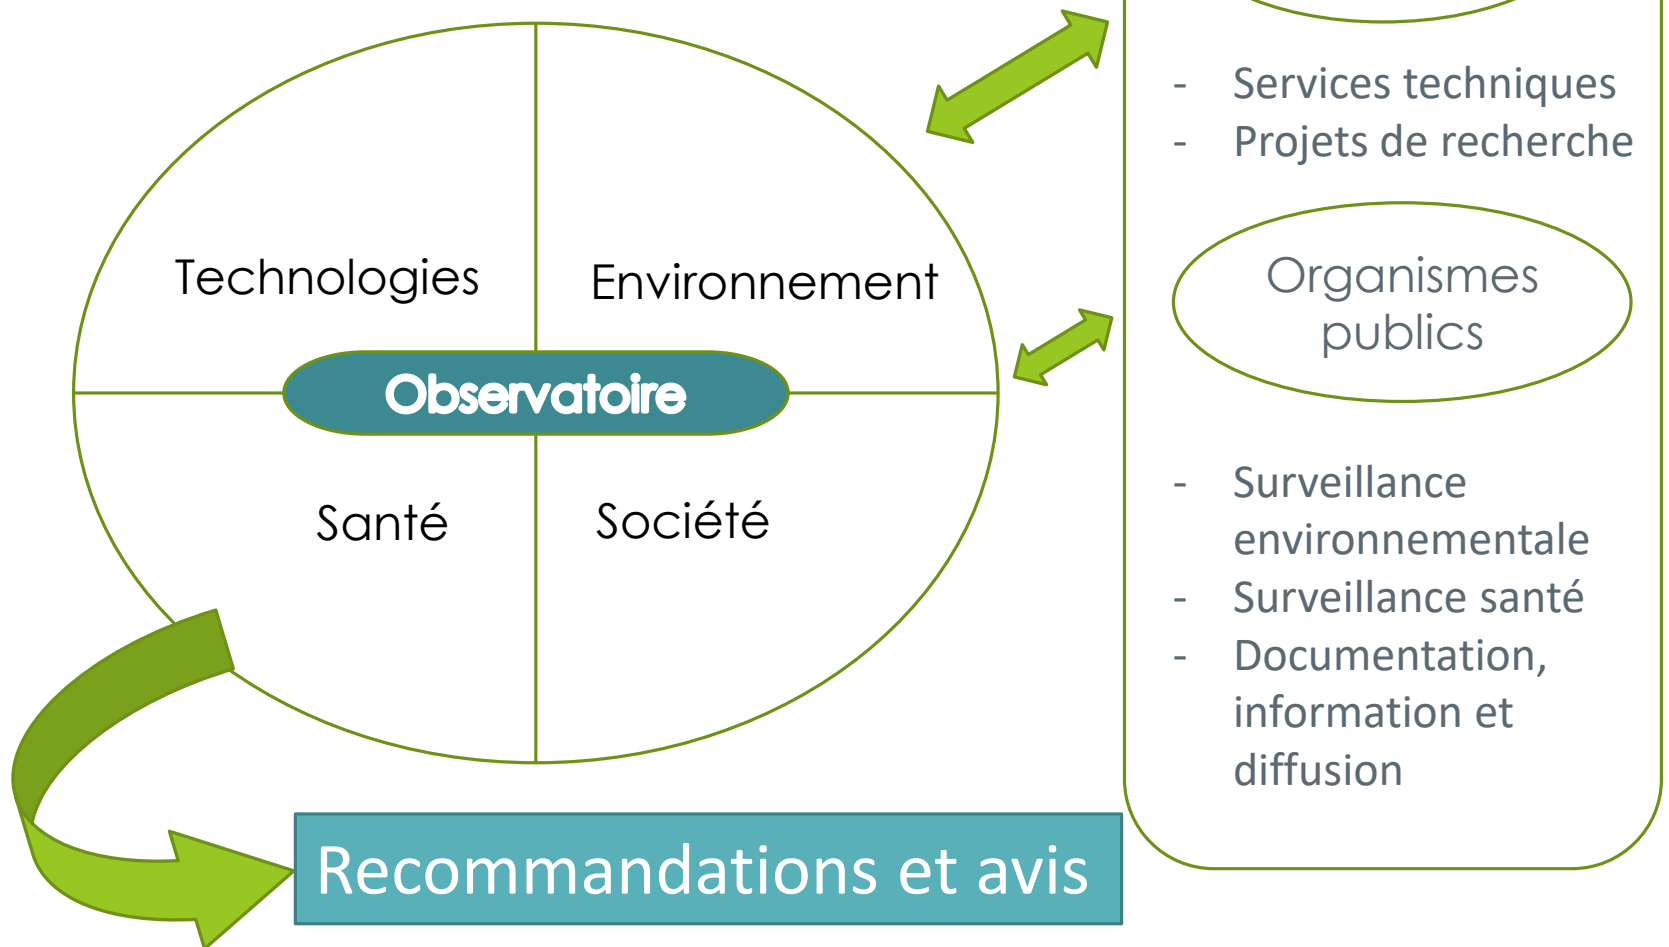 Technologies
Environnement
Observatoire
Santé
Société
Recommandations et avis
- Services techniques
- Projets de recherche
Organismes
publics
- Surveillance
environnementale
- Surveillance santé
- Documentation,
information et
diffusion